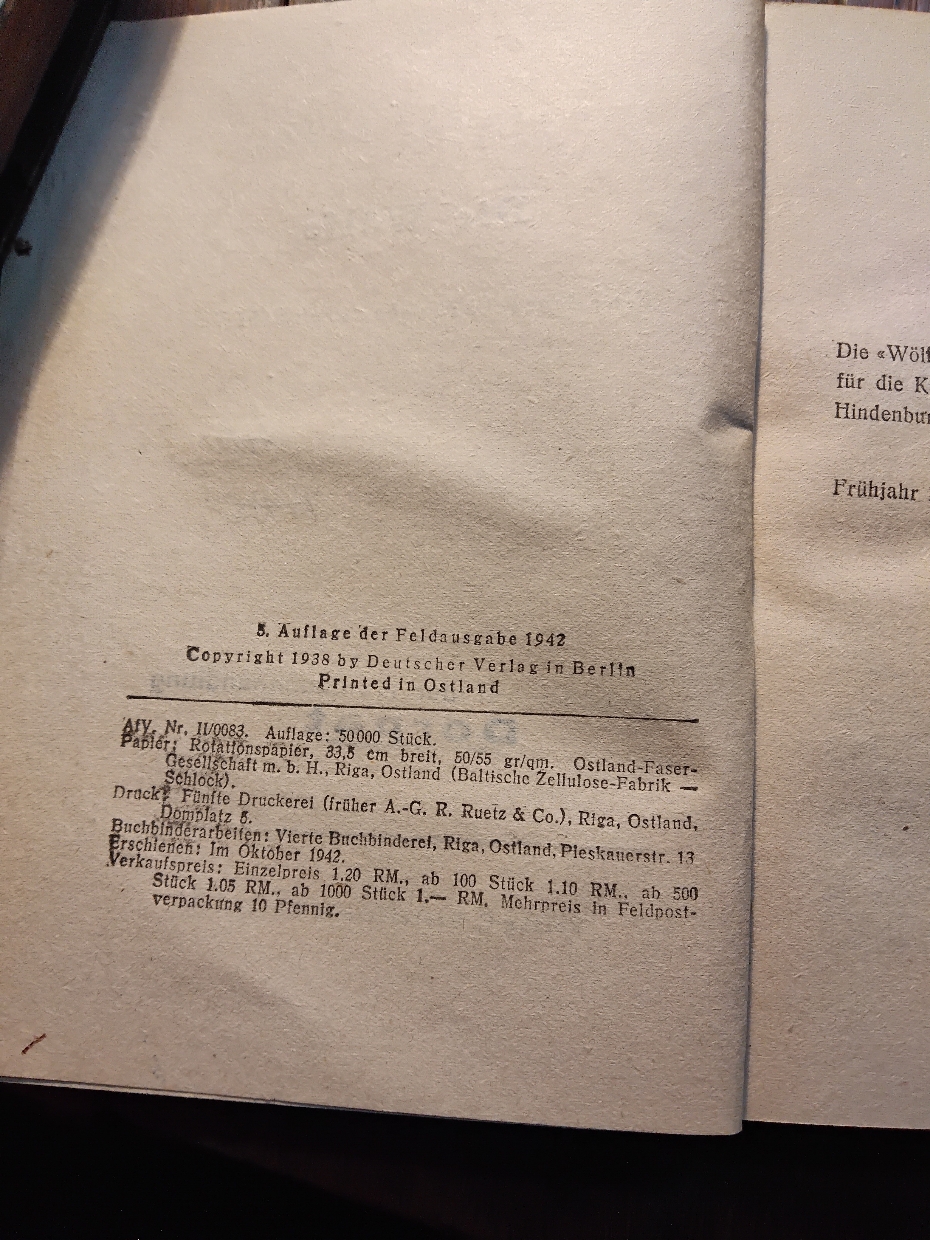 5. Auflage der Feldausgabe 1942
Copyright 1938 by Deutscher Verlag in Berlin
Printed in Ostland
AfV. Nr. II/0083. Auflage: 50000 Stück.
Papier: Rotationspapier, 33,5 cm breit, 50/55 gr/qm. Ostland-Faser-
Gesellschaft m. b. H., Riga, Ostland (Baltische Zellulose-Fabrik —
Schlock).
Druck: Fünfte Druckerei (früher A.-G. R. Ruetz & Co.), Riga, Ostland,
Domplatz 5.
Buchbinderarbeiten: Vierte Buchbinderei, Riga, Ostland, Pleskauerstr. 13
Erschienen: Im Oktober 1942.
Verkaufspreis: Einzelpreis 1.20 RM., ab 100 Stück 1.10 RM., ab 500
Stück 1.05 RM., ab 1000 Stück 1.— RM. Mehrpreis in Feldpost-
verpackung 10 Pfennig.
Die «Wölf
für die K
Hindenbur
Frühjahr